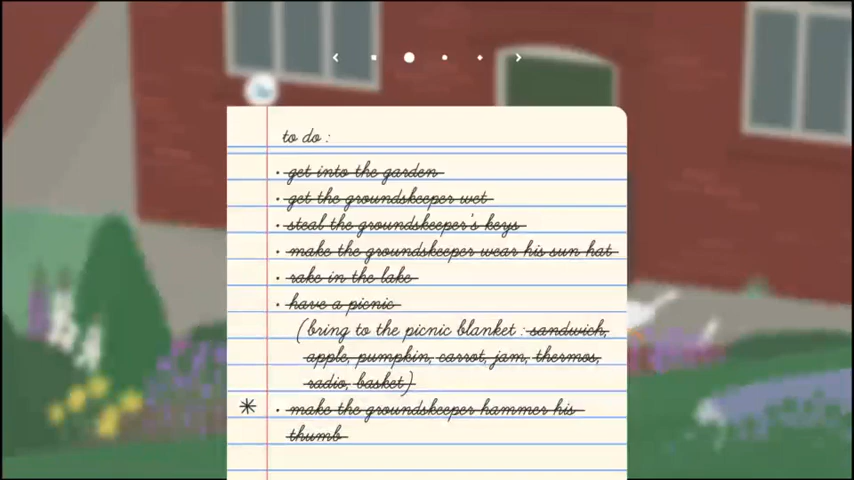 to do :
· get into the garden
· get the groundskeeper wet
· steal the groundskeeper's keys
· make the groundskeeper wear his sun hat
· rake in the lake
· have a picnic
(bring to the picnic blanket : sandwich,
apple, pumpkin, carrot, jam, thermos,
radio, basket)
* · make the groundskeeper hammer his
thumb